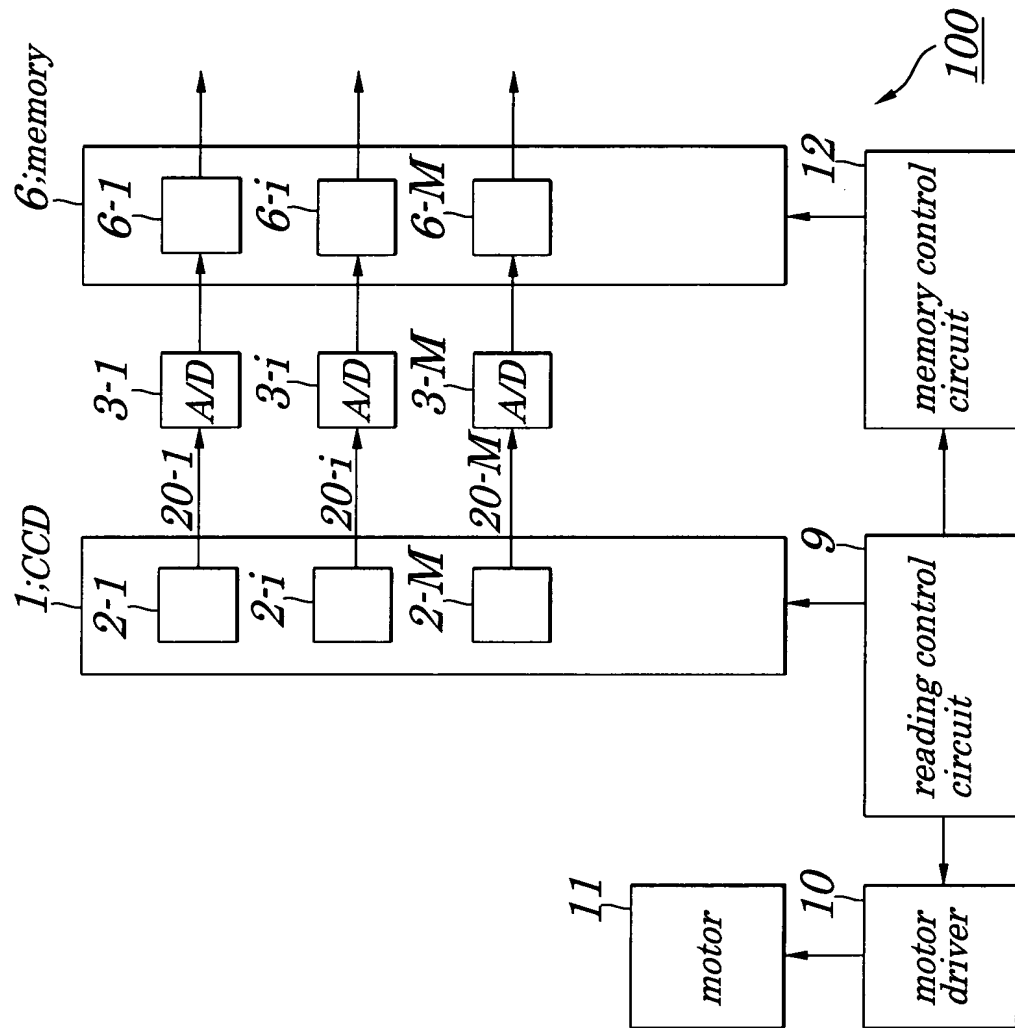 6;memory
6-1
6-i
6-M
3-1
A/D
3-i
A/D
3-M
A/D
20-1
20-i
20-M
1;CCD
2-1
2-i
2-M
100
12
memory control
circuit
9
reading control
circuit
11
motor
10
motor
driver